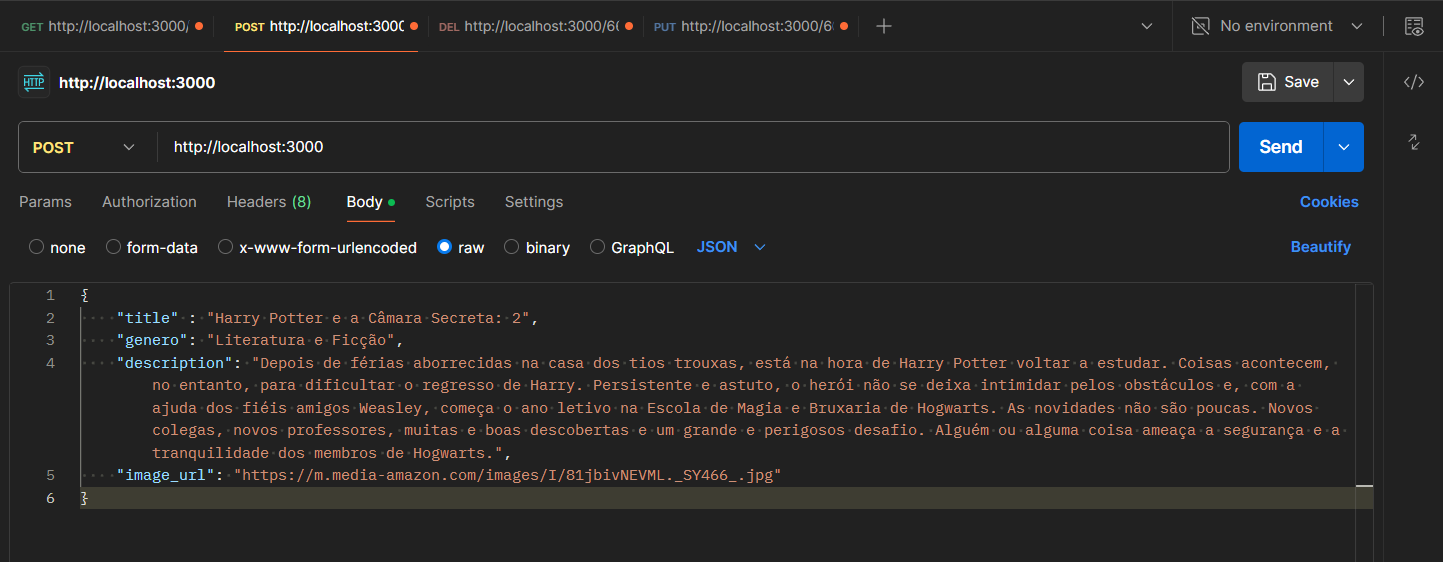 GET http://localhost:3000/
POST http://localhost:3000
DEL http://localhost:3000/6
PUT http://localhost:3000/6
No environment
HTTP http://localhost:3000
Save
POST http://localhost:3000
Send
Params Authorization Headers (8) Body Scripts Settings Cookies
none form-data x-www-form-urlencoded raw binary GraphQL JSON Beautify
1 {
2 "title" : "Harry Potter e a Câmara Secreta: 2",
3 "genero": "Literatura e Ficção",
4 "description": "Depois de férias aborrecidas na casa dos tios trouxas, está na hora de Harry Potter voltar a estudar. Coisas acontecem,
no entanto, para dificultar o regresso de Harry. Persistente e astuto, o herói não se deixa intimidar pelos obstáculos e, com a
ajuda dos fiéis amigos Weasley, começa o ano letivo na Escola de Magia e Bruxaria de Hogwarts. As novidades não são poucas. Novos
colegas, novos professores, muitas e boas descobertas e um grande e perigosos desafio. Alguém ou alguma coisa ameaça a segurança e a
tranquilidade dos membros de Hogwarts.",
5 "image_url": "https://m.media-amazon.com/images/I/81jbivNEVML._SY466_.jpg"
6 }